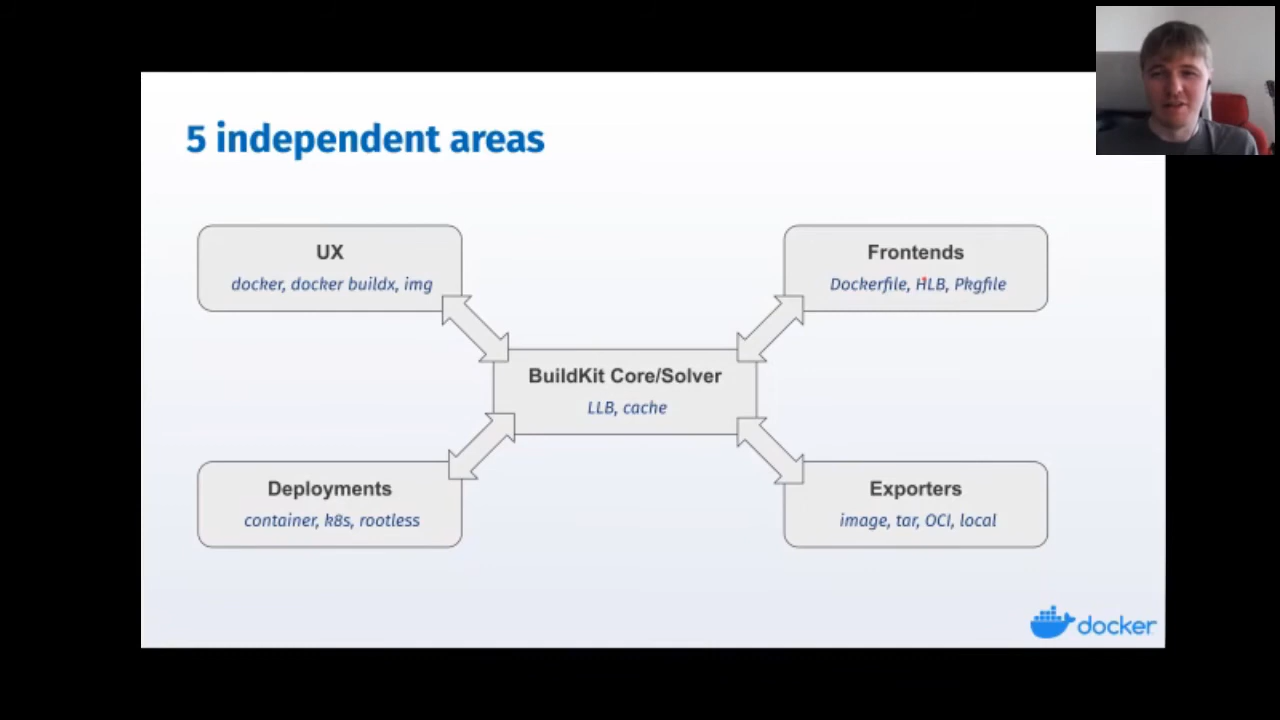 5 independent areas
UX
docker, docker buildx, img
Frontends
Dockerfile, HLB, Pkgfile
BuildKit Core/Solver
LLB, cache
Deployments
container, k8s, rootless
Exporters
image, tar, OCI, local
docker